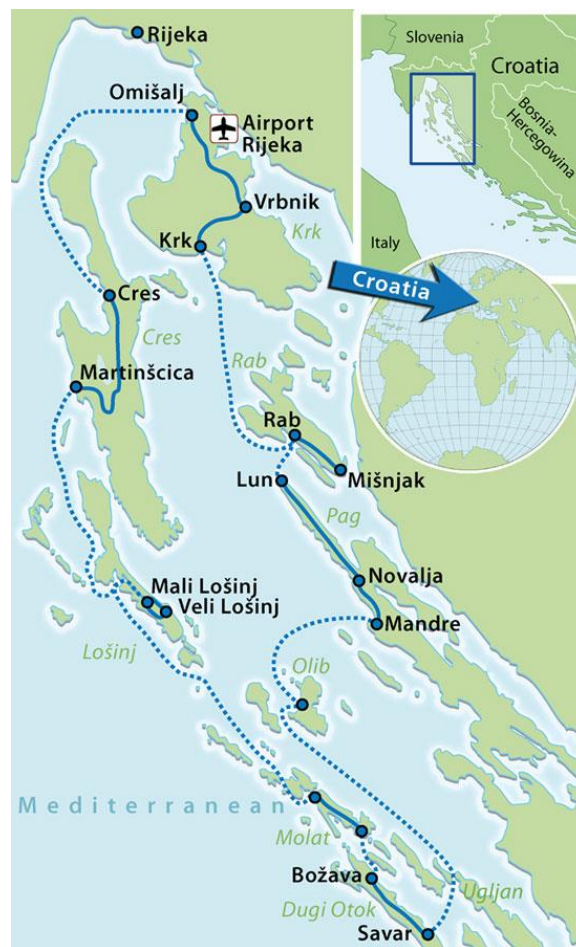 Rijeka
Slovenia
Croatia
Bosnia-
Hercegowina
Italy
Omišalj
Airport
Rijeka
Vrbnik
Krk
Krk
Croatia
Cres
Cres
Martinšcica
Rab
Rab
Mišnjak
Lun
Pag
Novalja
Mali Lošinj
Veli Lošinj
Mandre
Lošinj
Olib
Mediterranean
Molat
Božava
Ugljan
Dugi Otok
Savar